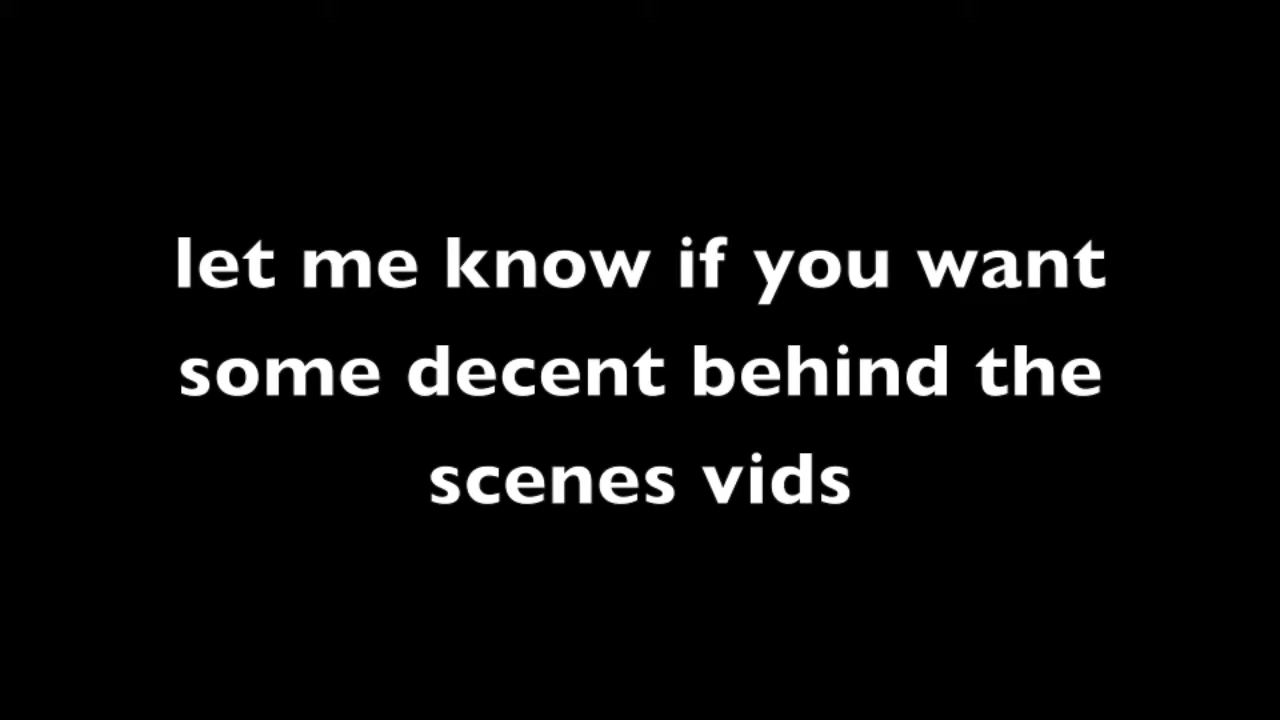 let me know if you want
some decent behind the
scenes vids